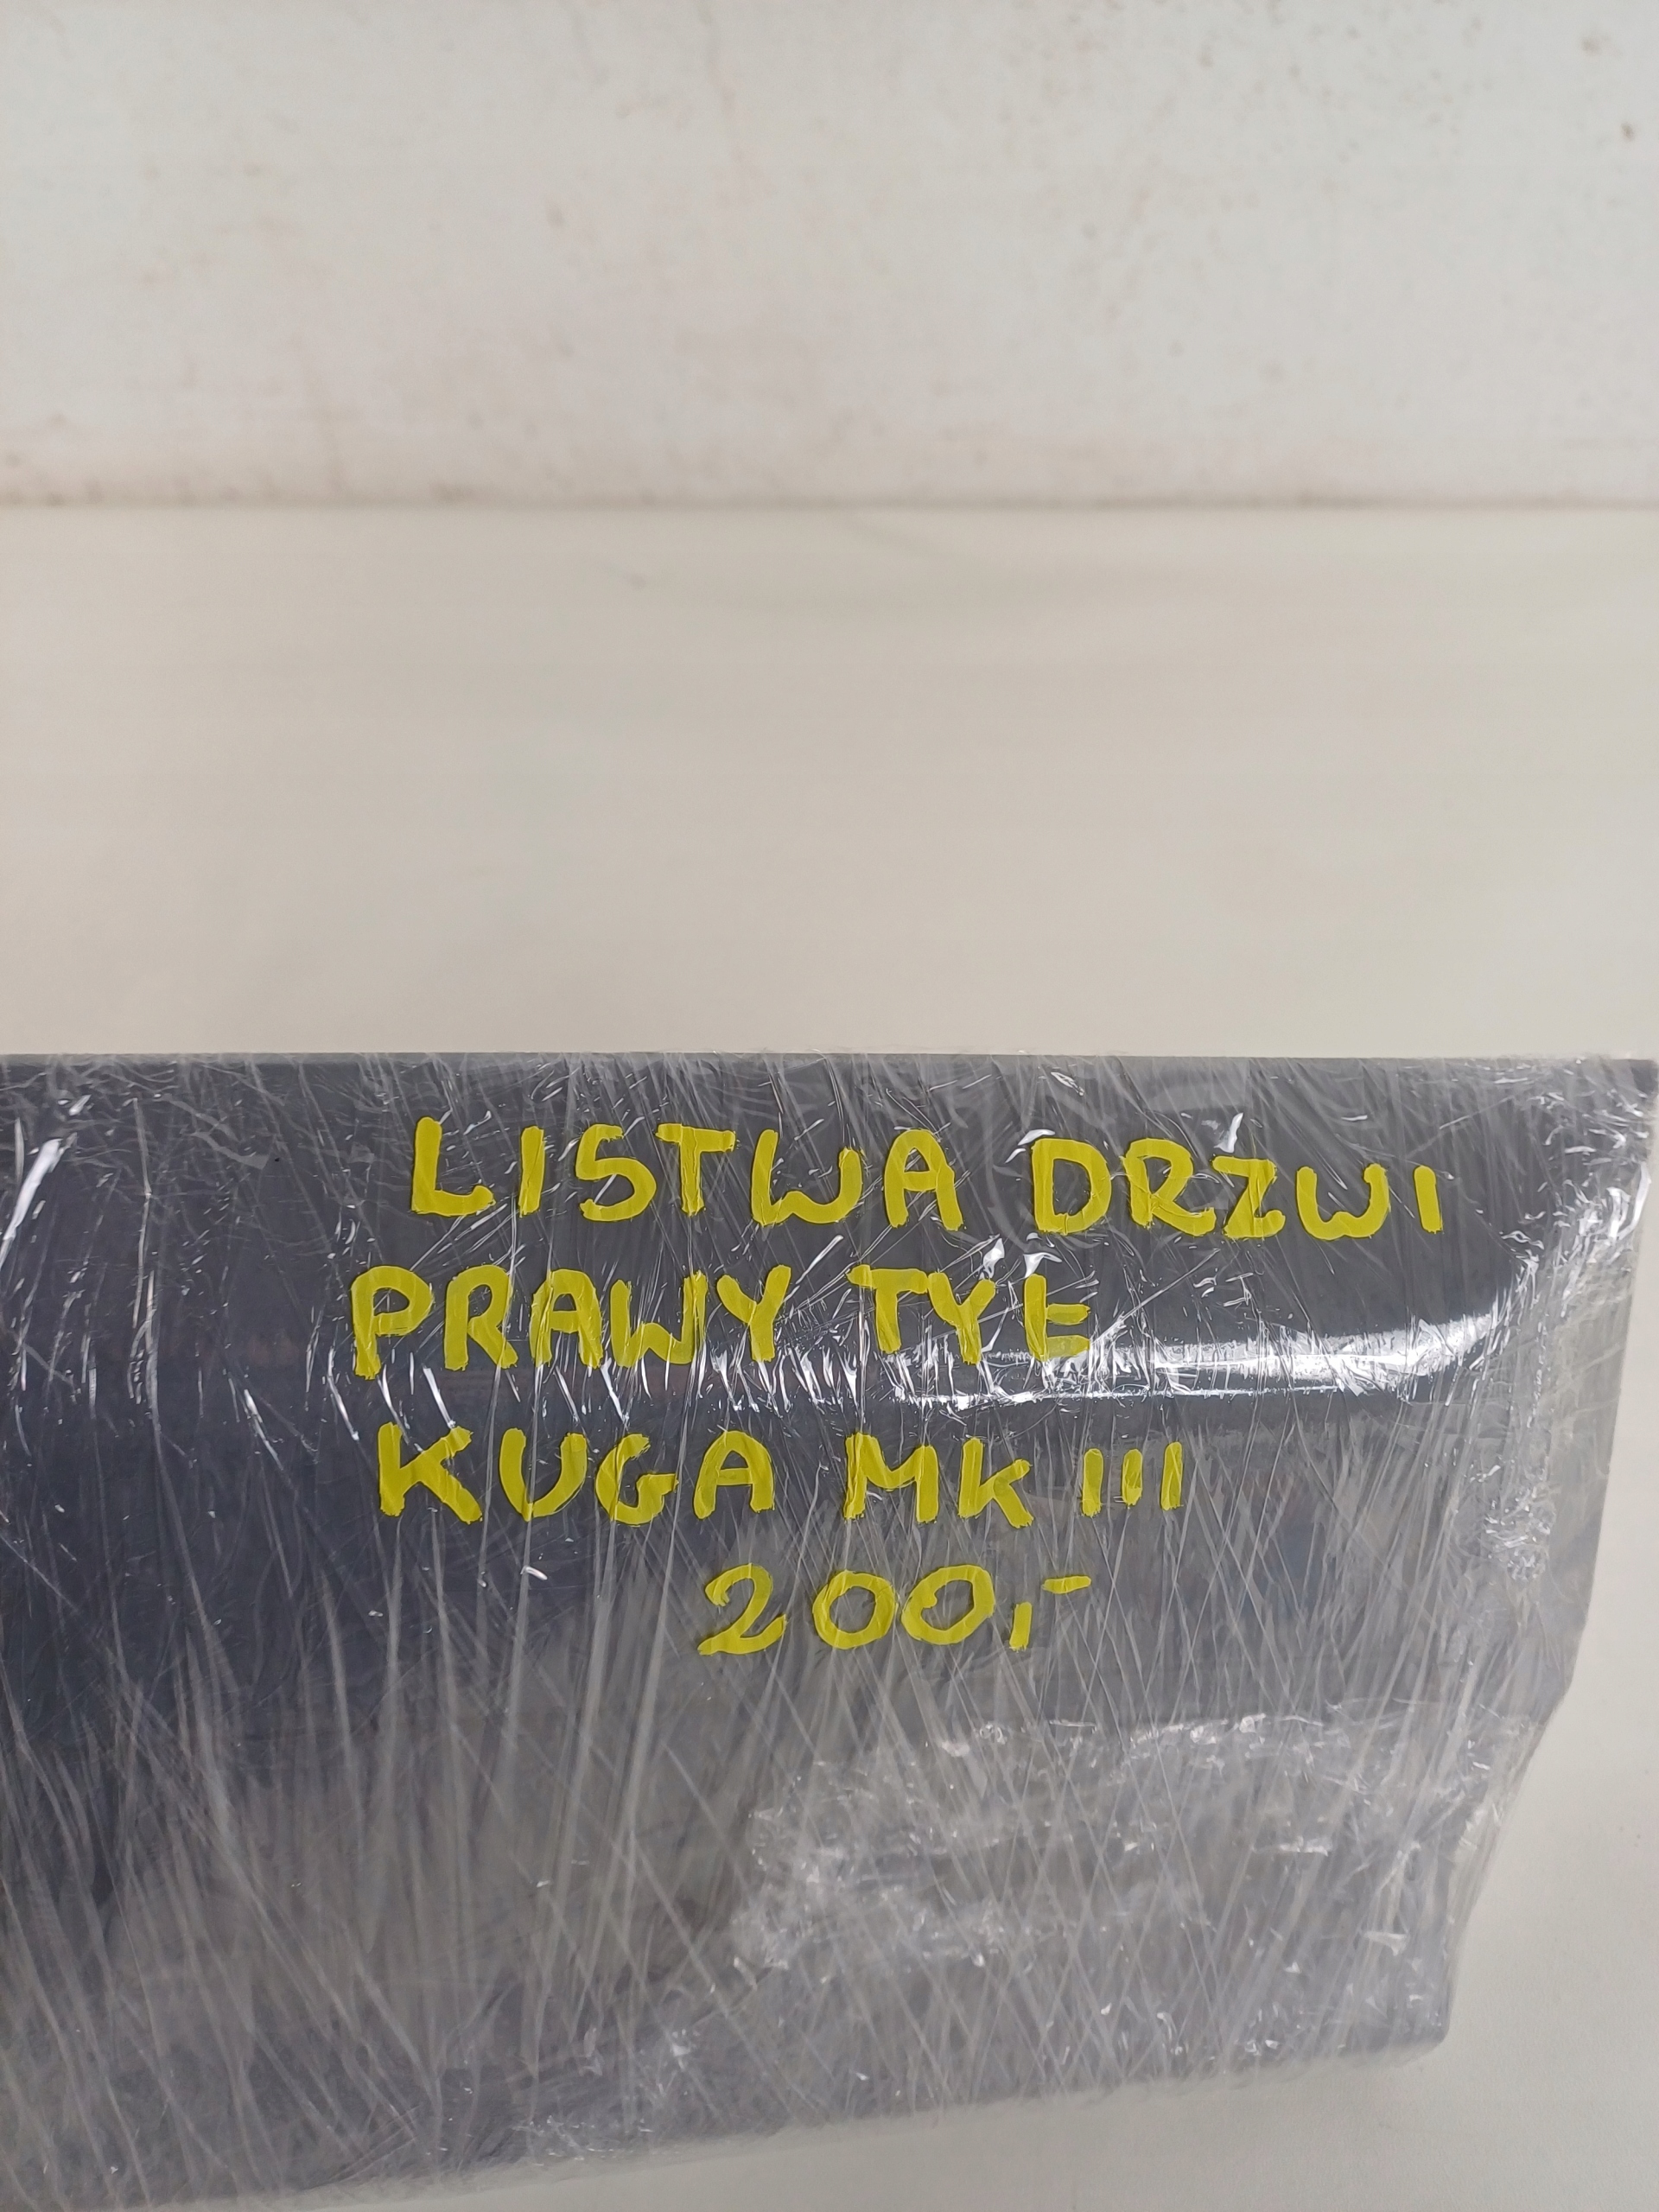 LISTWA DRZWI
PRAWY TYŁ
KUGA MK III
200,-